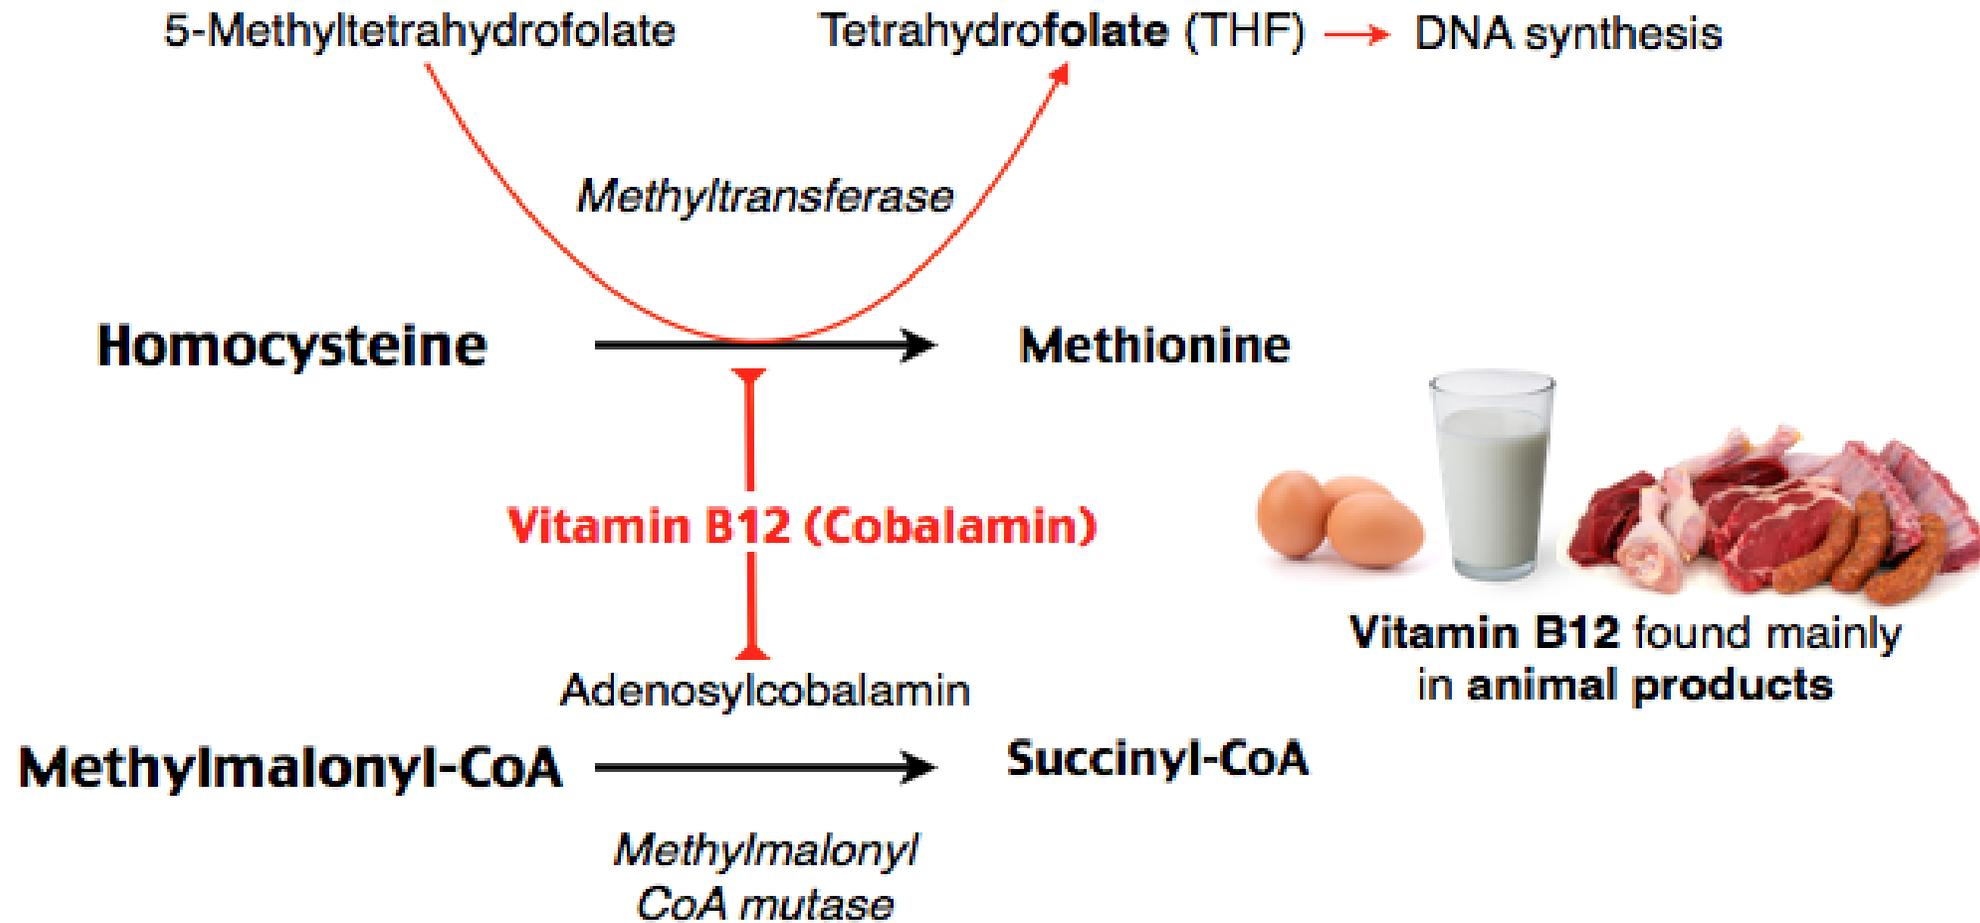 5-Methyltetrahydrofolate
Tetrahydrofolate (THF)
DNA synthesis
Methyltransferase
Homocysteine
Methionine
Vitamin B12 (Cobalamin)
Vitamin B12 found mainly
in animal products
Adenosylcobalamin
Methylmalonyl-CoA
Succinyl-CoA
Methylmalonyl
CoA mutase